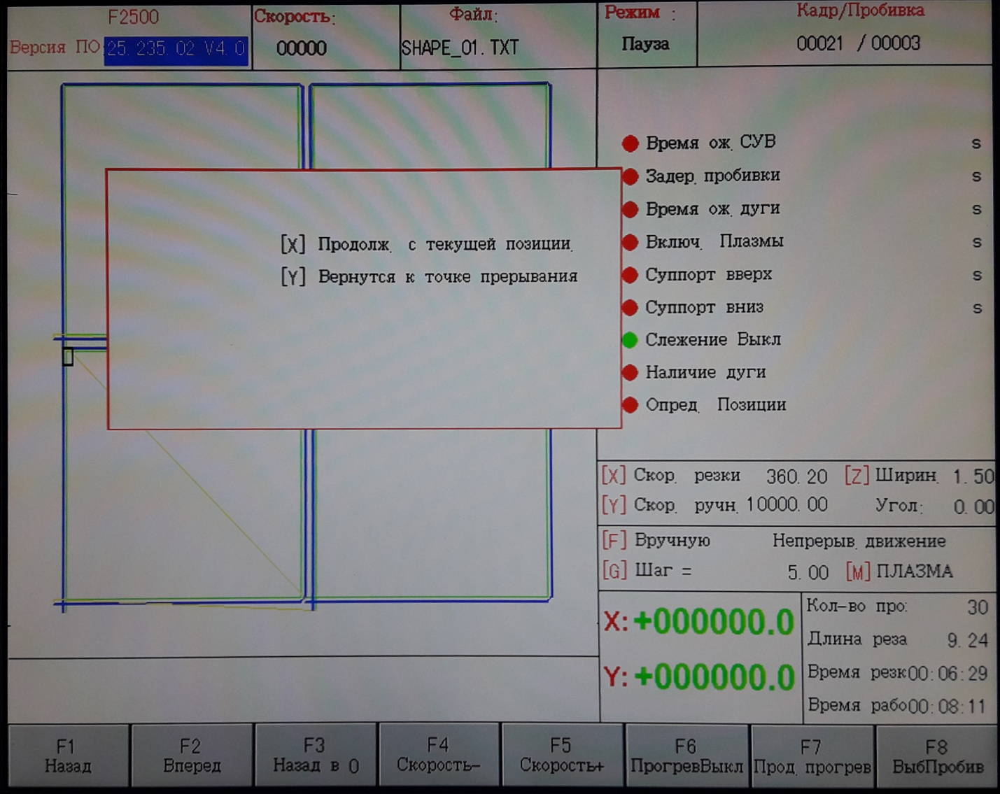 F2500
Версия ПО:25.235.02 V4.0
Скорость:
00000
Файл:
SHAPE_01.TXT
Режим :
Пауза
Кадр/Пробивка
00021 /00003
Время ож. СУВ s
Задер. пробивки s
Время ож.дуги s
Включ. Плазмы s
Суппорт вверх s
Суппорт вниз s
Слежение Выкл
Наличие дуги
Опред. Позиции
[X] Продолж. с текущей позиции.
[Y] Вернутся к точке прерывания
[X] Скор. резки 360.20 [Z] Ширин. 1.50
[Y] Скор. ручн.10000.00 Угол: 0.00
[F] Вручную Непрерыв.движение
[G] Шаг = 5.00 [M] ПЛАЗМА
X:+000000.0
Y:+000000.0
Кол-во про: 30
Длина реза 9.24
Время резк00:06:29
Время рабо00:08:11
F1
Назад
F2
Вперед
F3
Назад в 0
F4
Скорость-
F5
Скорость+
F6
ПрогревВыкл
F7
Прод.прогрев
F8
ВыбПробив